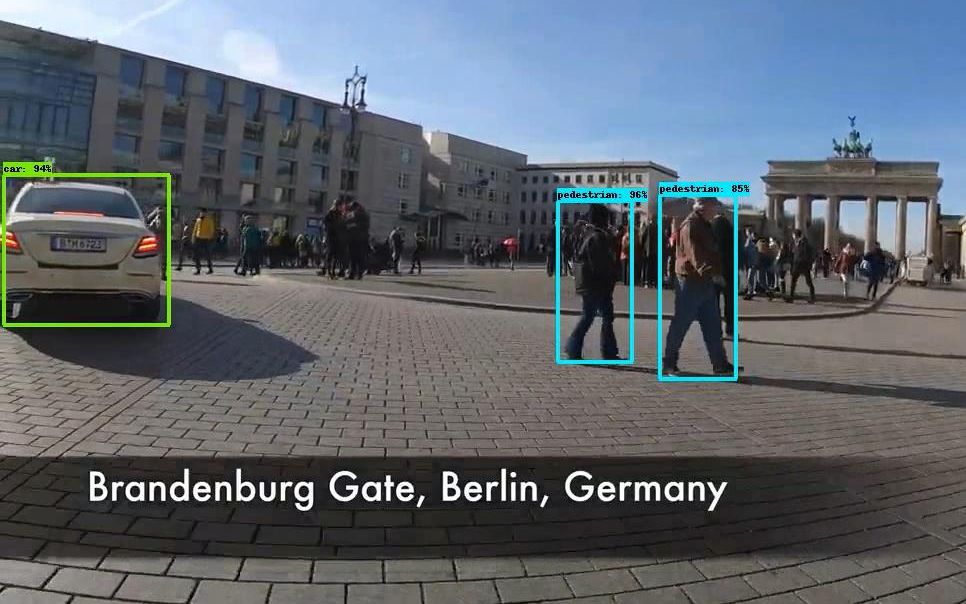 car: 94%
pedestrian: 96%
pedestrian: 85%
Brandenburg Gate, Berlin, Germany